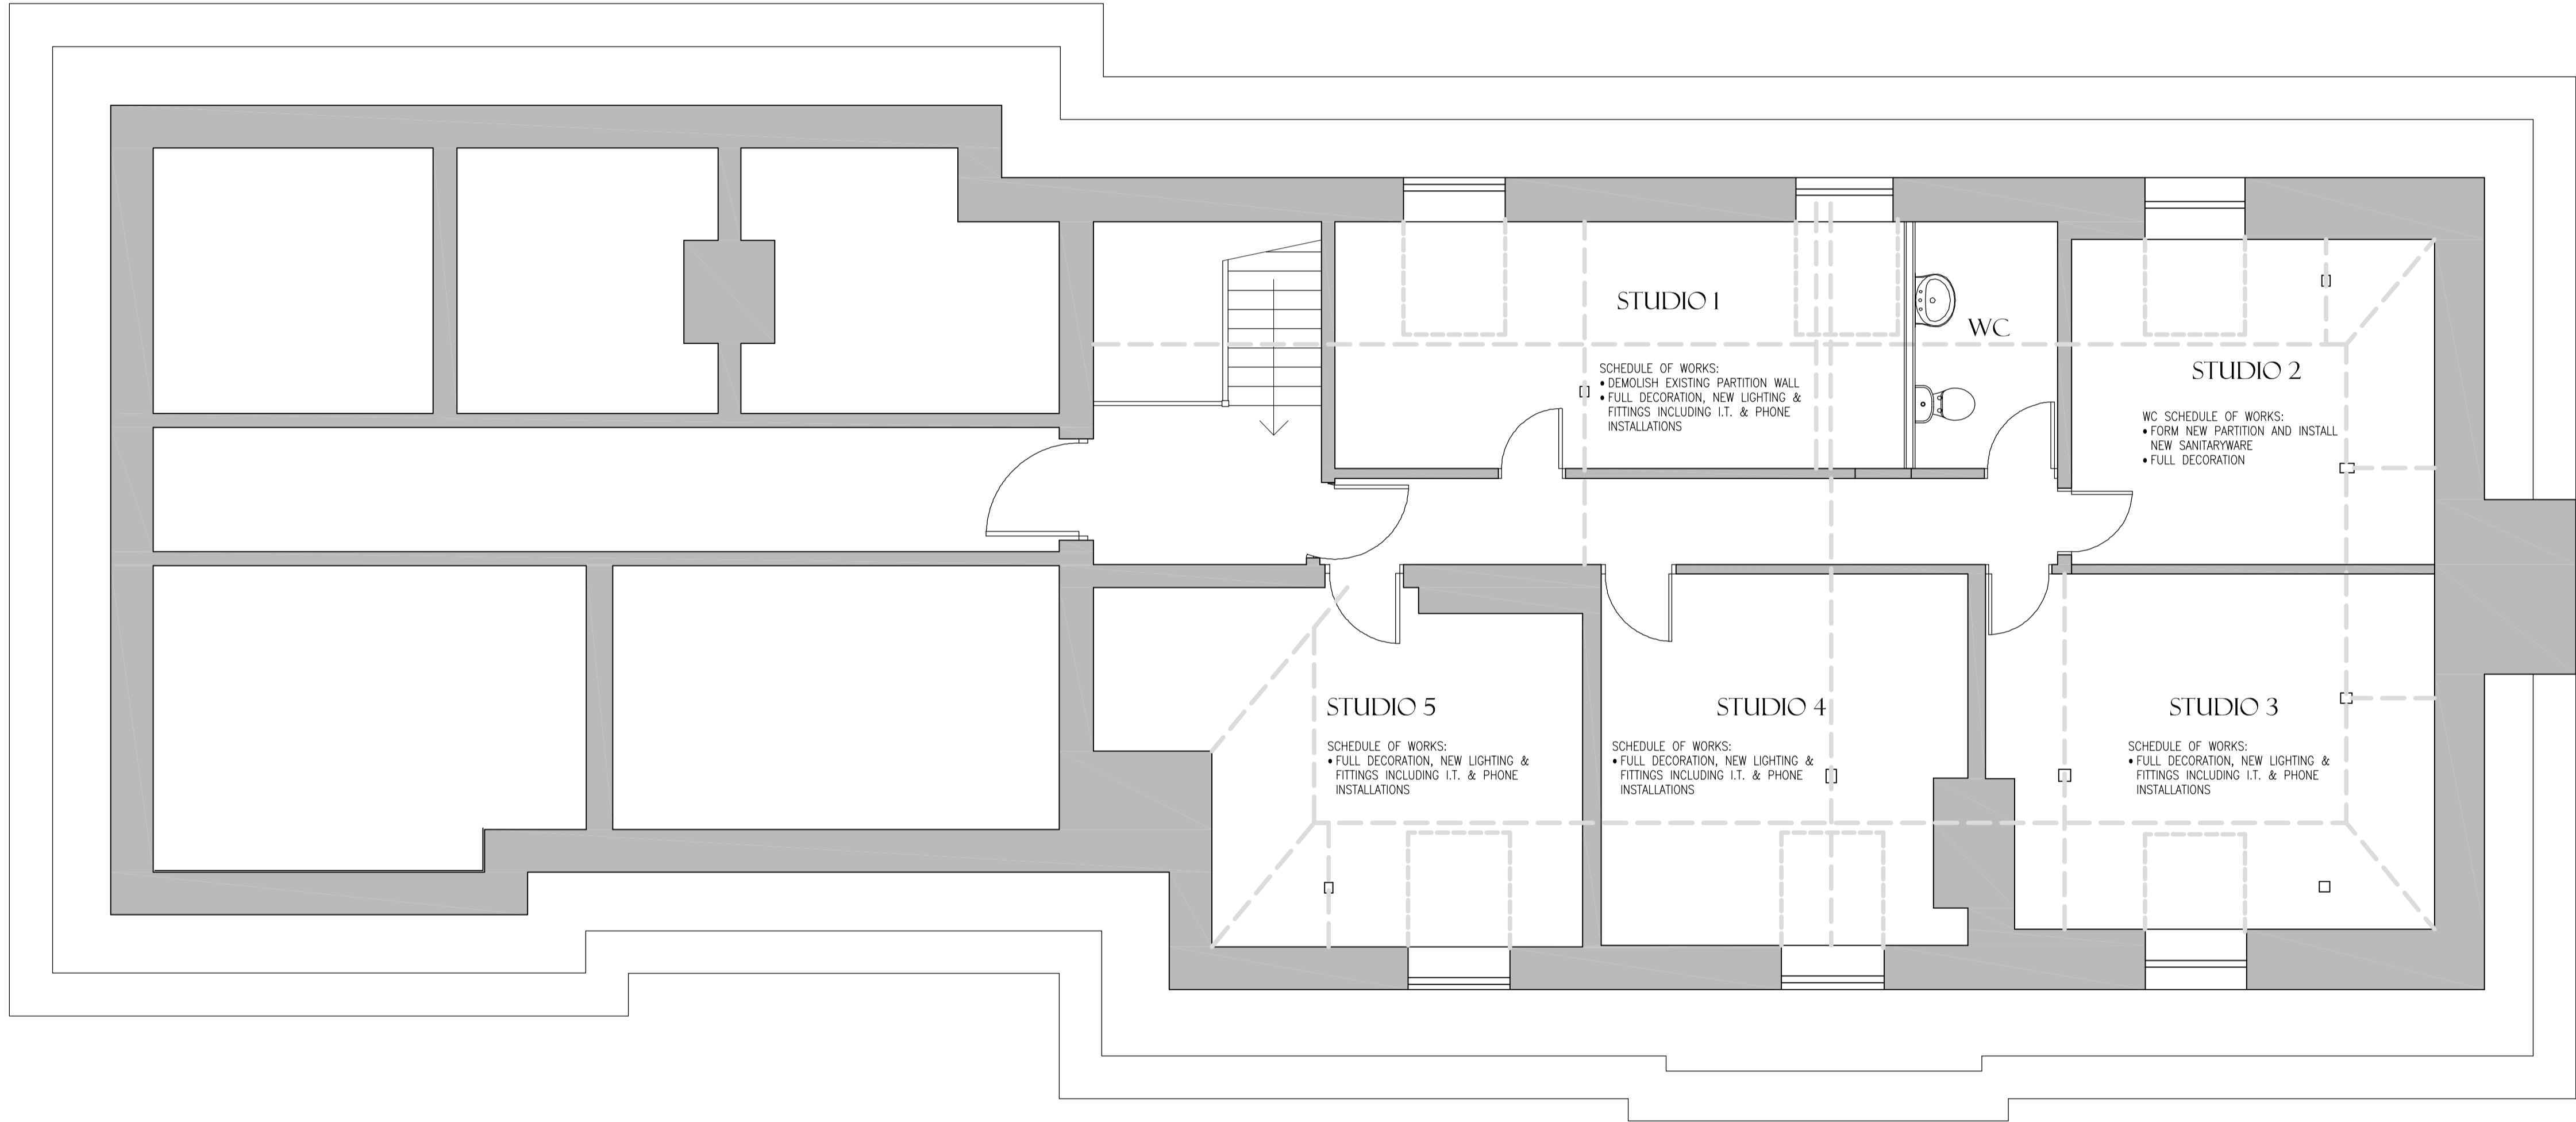 STUDIO 1
SCHEDULE OF WORKS:
• DEMOLISH EXISTING PARTITION WALL
• FULL DECORATION, NEW LIGHTING &
FITTINGS INCLUDING I.T. & PHONE
INSTALLATIONS
WC
STUDIO 2
WC SCHEDULE OF WORKS:
• FORM NEW PARTITION AND INSTALL
NEW SANITARYWARE
• FULL DECORATION
STUDIO 5
SCHEDULE OF WORKS:
• FULL DECORATION, NEW LIGHTING &
FITTINGS INCLUDING I.T. & PHONE
INSTALLATIONS
STUDIO 4
SCHEDULE OF WORKS:
• FULL DECORATION, NEW LIGHTING &
FITTINGS INCLUDING I.T. & PHONE
INSTALLATIONS
STUDIO 3
SCHEDULE OF WORKS:
• FULL DECORATION, NEW LIGHTING &
FITTINGS INCLUDING I.T. & PHONE
INSTALLATIONS